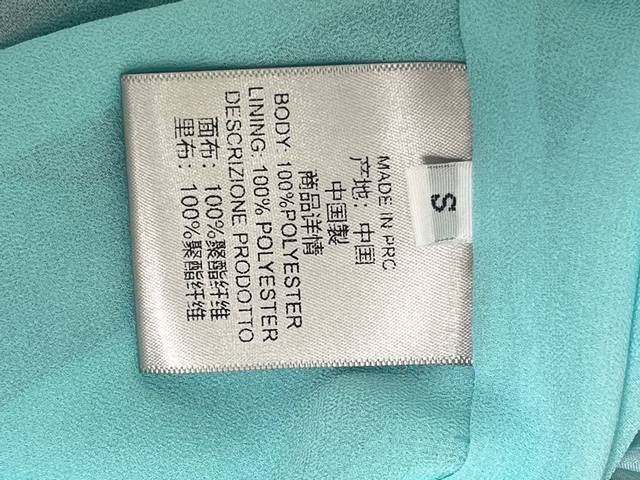 S
MADE IN PRC
产地：中国
中国製
商品详情
BODY: 100%POLYESTER
LINING: 100% POLYESTER
DESCRIZIONE PRODOTTO
面布：100%聚酯纤维
里布：100%聚酯纤维